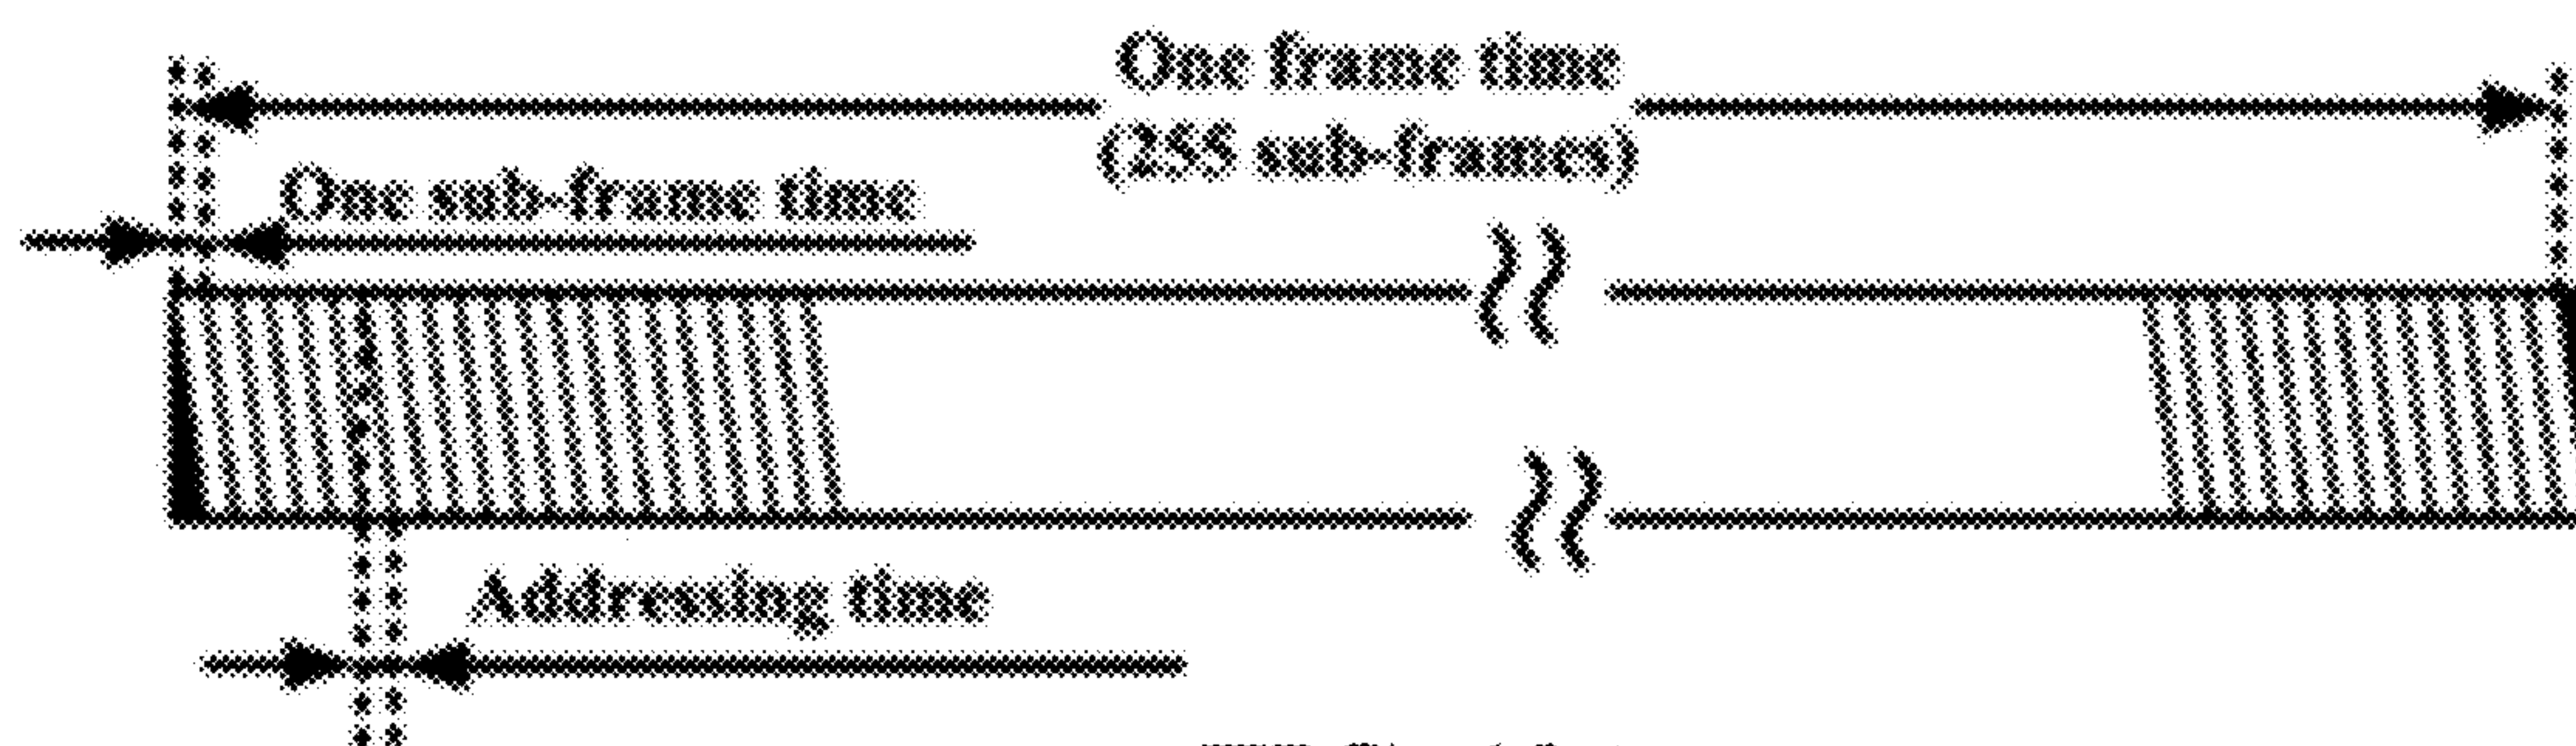 One frame time
(255 sub-frames)
One sub-frame time
Addressing time